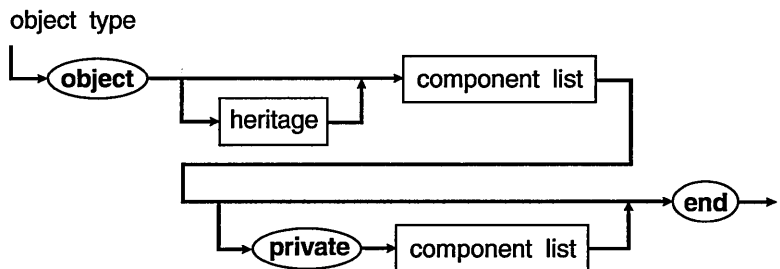 object type
object
component list
heritage
end
private
component list